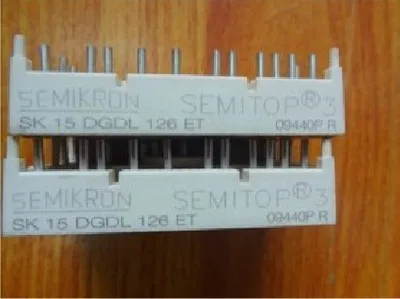 SEMIKRON SEMITOP®3
SK 15 DGDL 126 ET 09440P R
SEMIKRON SEMITOP®3
SK 15 DGDL 126 ET 09440P R